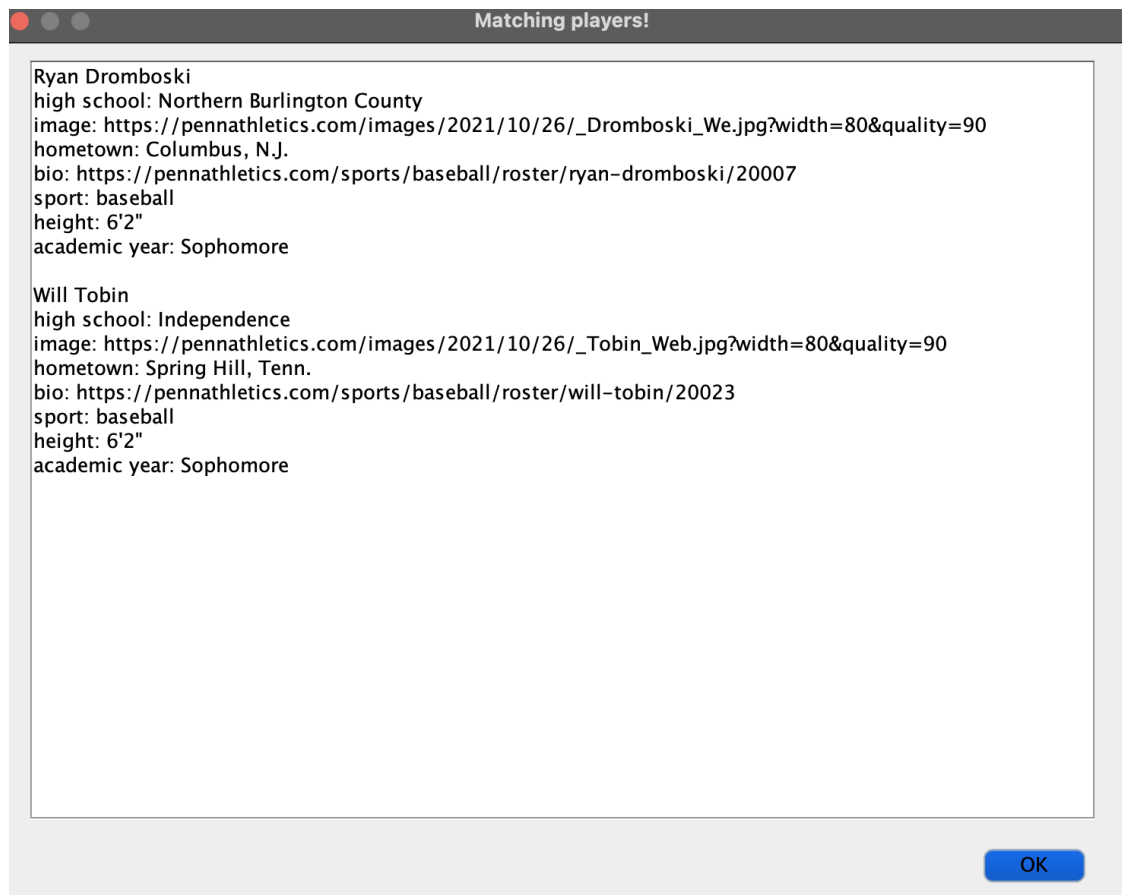 Matching players!
Ryan Dromboski
high school: Northern Burlington County
image: https://pennathletics.com/images/2021/10/26/_Dromboski_We.jpg?width=80&quality=90
hometown: Columbus, N.J.
bio: https://pennathletics.com/sports/baseball/roster/ryan-dromboski/20007
sport: baseball
height: 6'2"
academic year: Sophomore
Will Tobin
high school: Independence
image: https://pennathletics.com/images/2021/10/26/_Tobin_Web.jpg?width=80&quality=90
hometown: Spring Hill, Tenn.
bio: https://pennathletics.com/sports/baseball/roster/will-tobin/20023
sport: baseball
height: 6'2"
academic year: Sophomore
OK